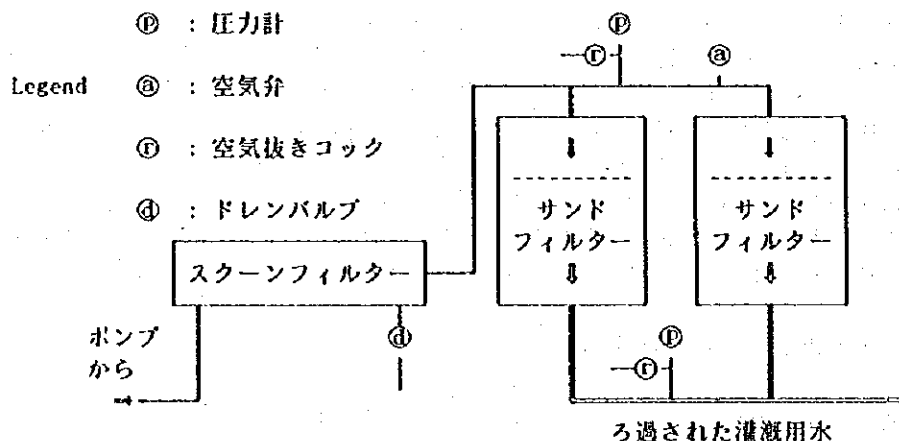 Legend
ⓟ : 圧力計
ⓐ : 空気弁
ⓡ : 空気抜きコック
ⓓ : ドレンバルブ
ⓟ
ⓡ
ⓐ
サンド
フィルター
サンド
フィルター
スクーンフィルター
ポンプ
から
ⓓ
ⓟ
ⓡ
ろ過された灌漑用水